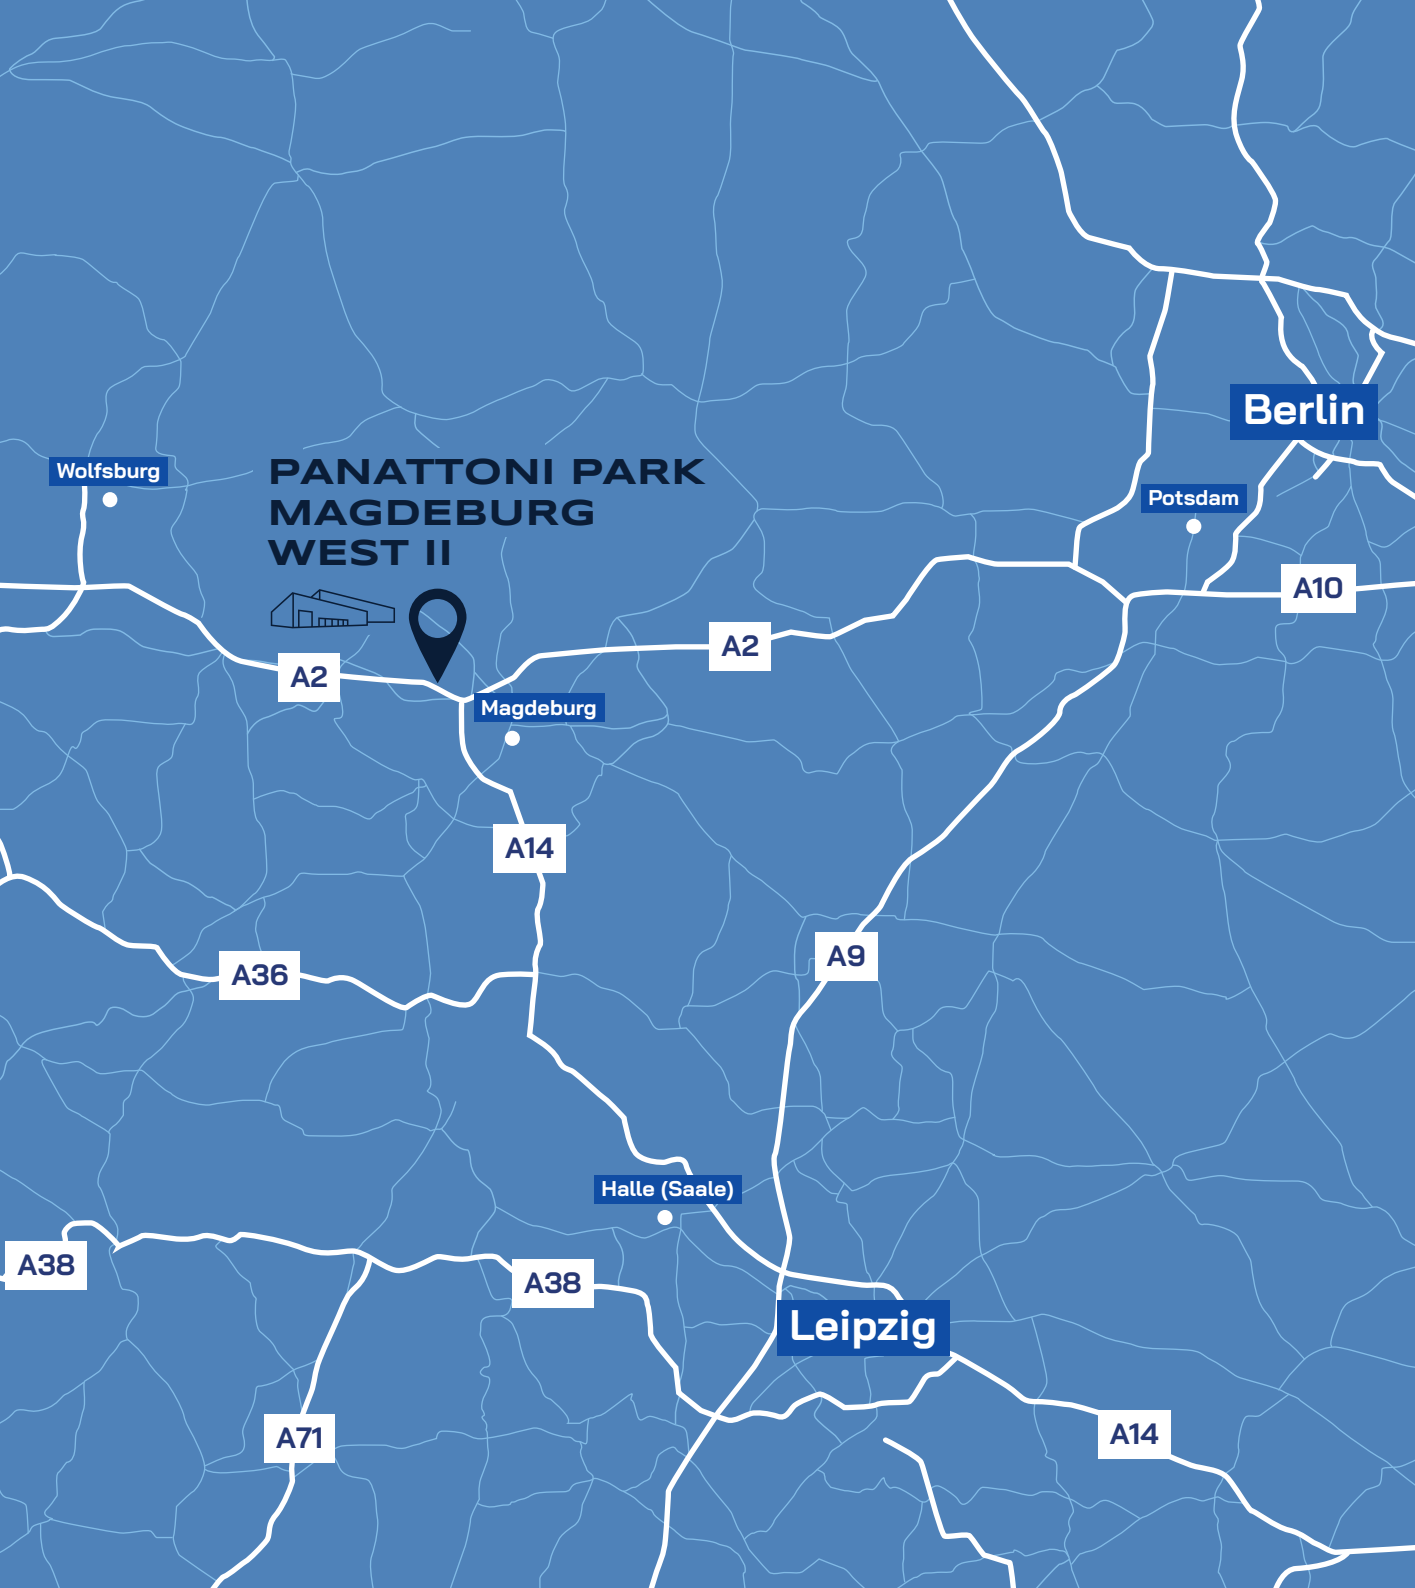 Berlin
Wolfsburg
PANATTONI PARK
MAGDEBURG
WEST II
Potsdam
A10
A2
A2
Magdeburg
A14
A9
A36
Halle (Saale)
A38
A38
Leipzig
A71
A14